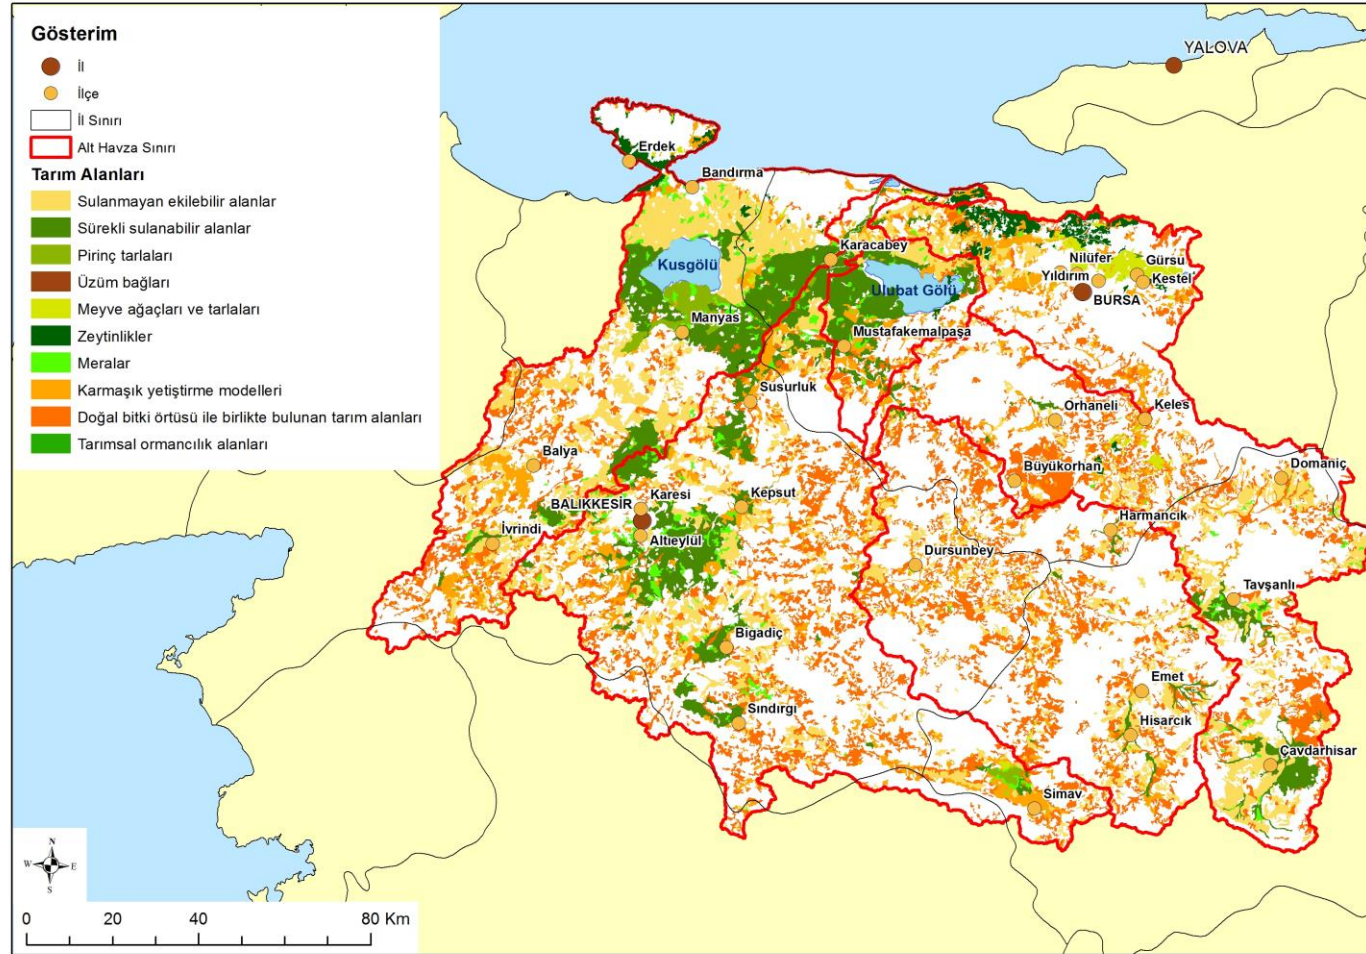 Gösterim
İl
İlçe
İl Sınırı
Alt Havza Sınırı
Tarım Alanları
Sulanmayan ekilebilir alanlar
Sürekli sulanabilir alanlar
Pirinç tarlaları
Üzüm bağları
Meyve ağaçları ve tarlaları
Zeytinlikler
Meralar
Karmaşık yetiştirme modelleri
Doğal bitki örtüsü ile birlikte bulunan tarım alanları
Tarımsal ormancılık alanları
YALOVA
Erdek
Bandırma
Karacabey
Kusgölü
Ulubat Gölü
Nilüfer
Gürsu
Yıldırım
Kestel
BURSA
Manyas
Mustafakemalpaşa
Susurluk
Orhaneli
Keles
Balya
Büyükorhan
Domaniç
Karesi
Kepsut
BALIKKESİR
Altıeylül
İvrindi
Harmancık
Dursunbey
Tavşanlı
Bigadiç
Emet
Sındırgı
Hisarcık
Çavdarhisar
Simav
N
W
E
S
0 20 40 80 Km